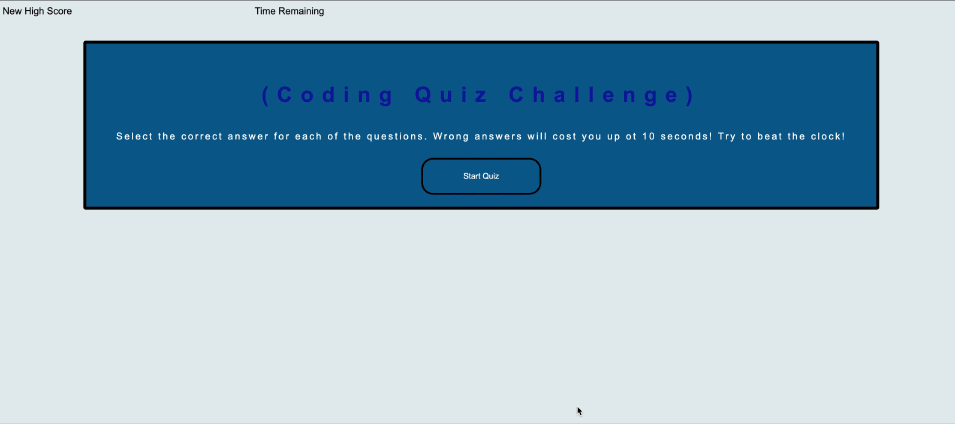 New High Score Time Remaining
(Coding Quiz Challenge)
Select the correct answer for each of the questions. Wrong answers will cost you up ot 10 seconds! Try to beat the clock!
Start Quiz